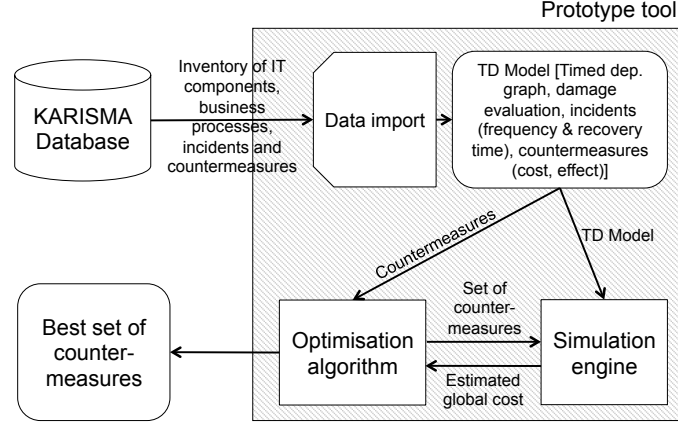 Prototype tool
KARISMA
Database
Inventory of IT
components,
business
processes,
incidents and
countermeasures
Data import
TD Model [Timed dep.
graph, damage
evaluation, incidents
(frequency & recovery
time), countermeasures
(cost, effect)]
Countermeasures
TD Model
Best set of
counter-
measures
Optimisation
algorithm
Set of
counter-
measures
Estimated
global cost
Simulation
engine